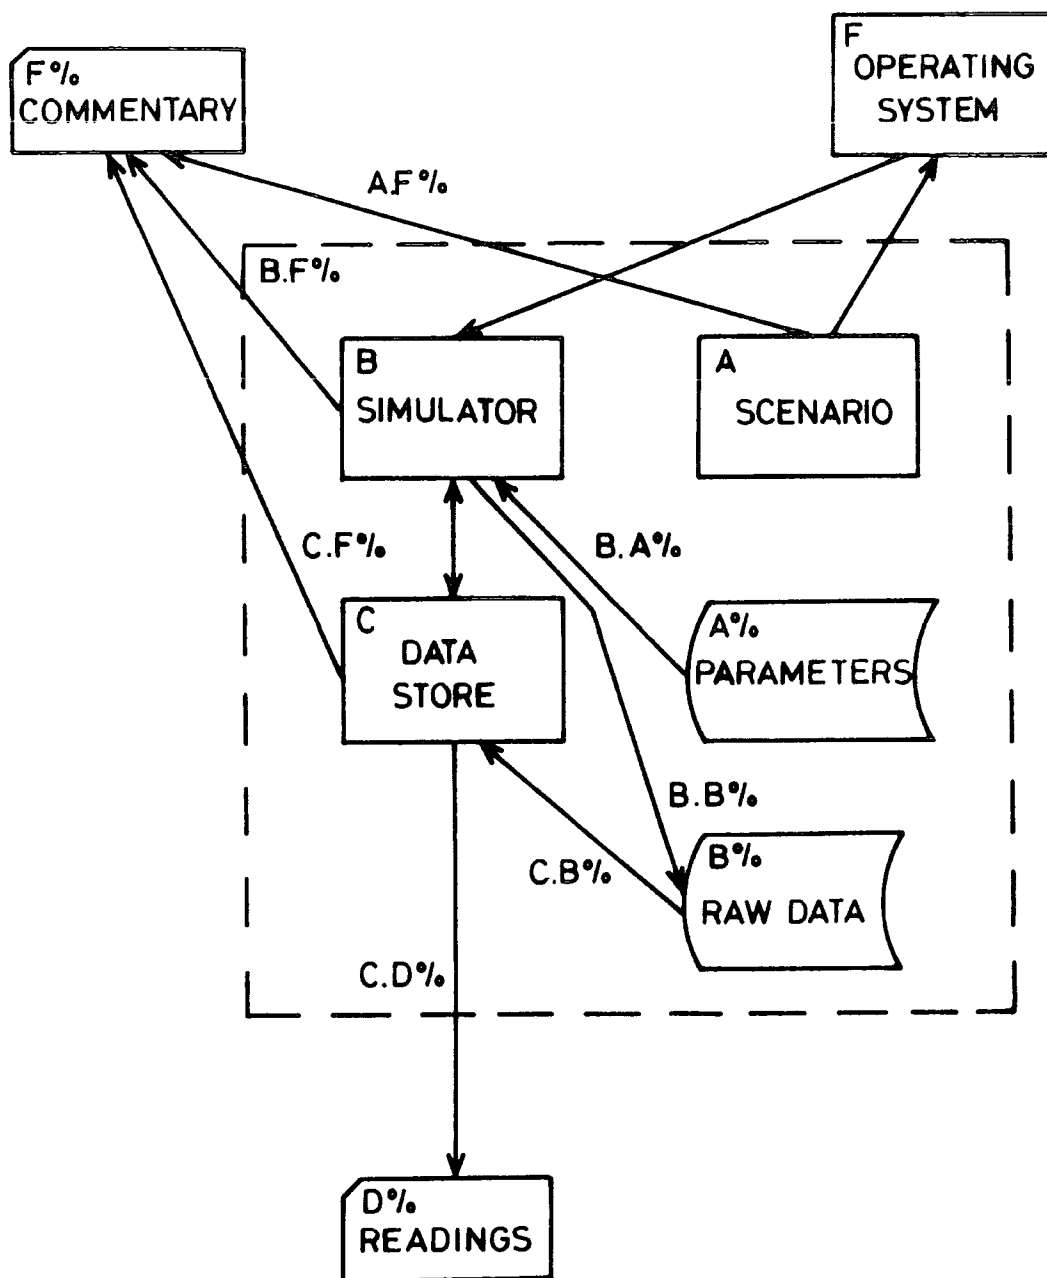 F%
COMMENTARY
F
OPERATING
SYSTEM
A.F%
B.F%
B
SIMULATOR
A
SCENARIO
C.F%
B.A%
C
DATA
STORE
A%
PARAMETERS
B.B%
C.B%
B%
RAW DATA
C.D%
D%
READINGS